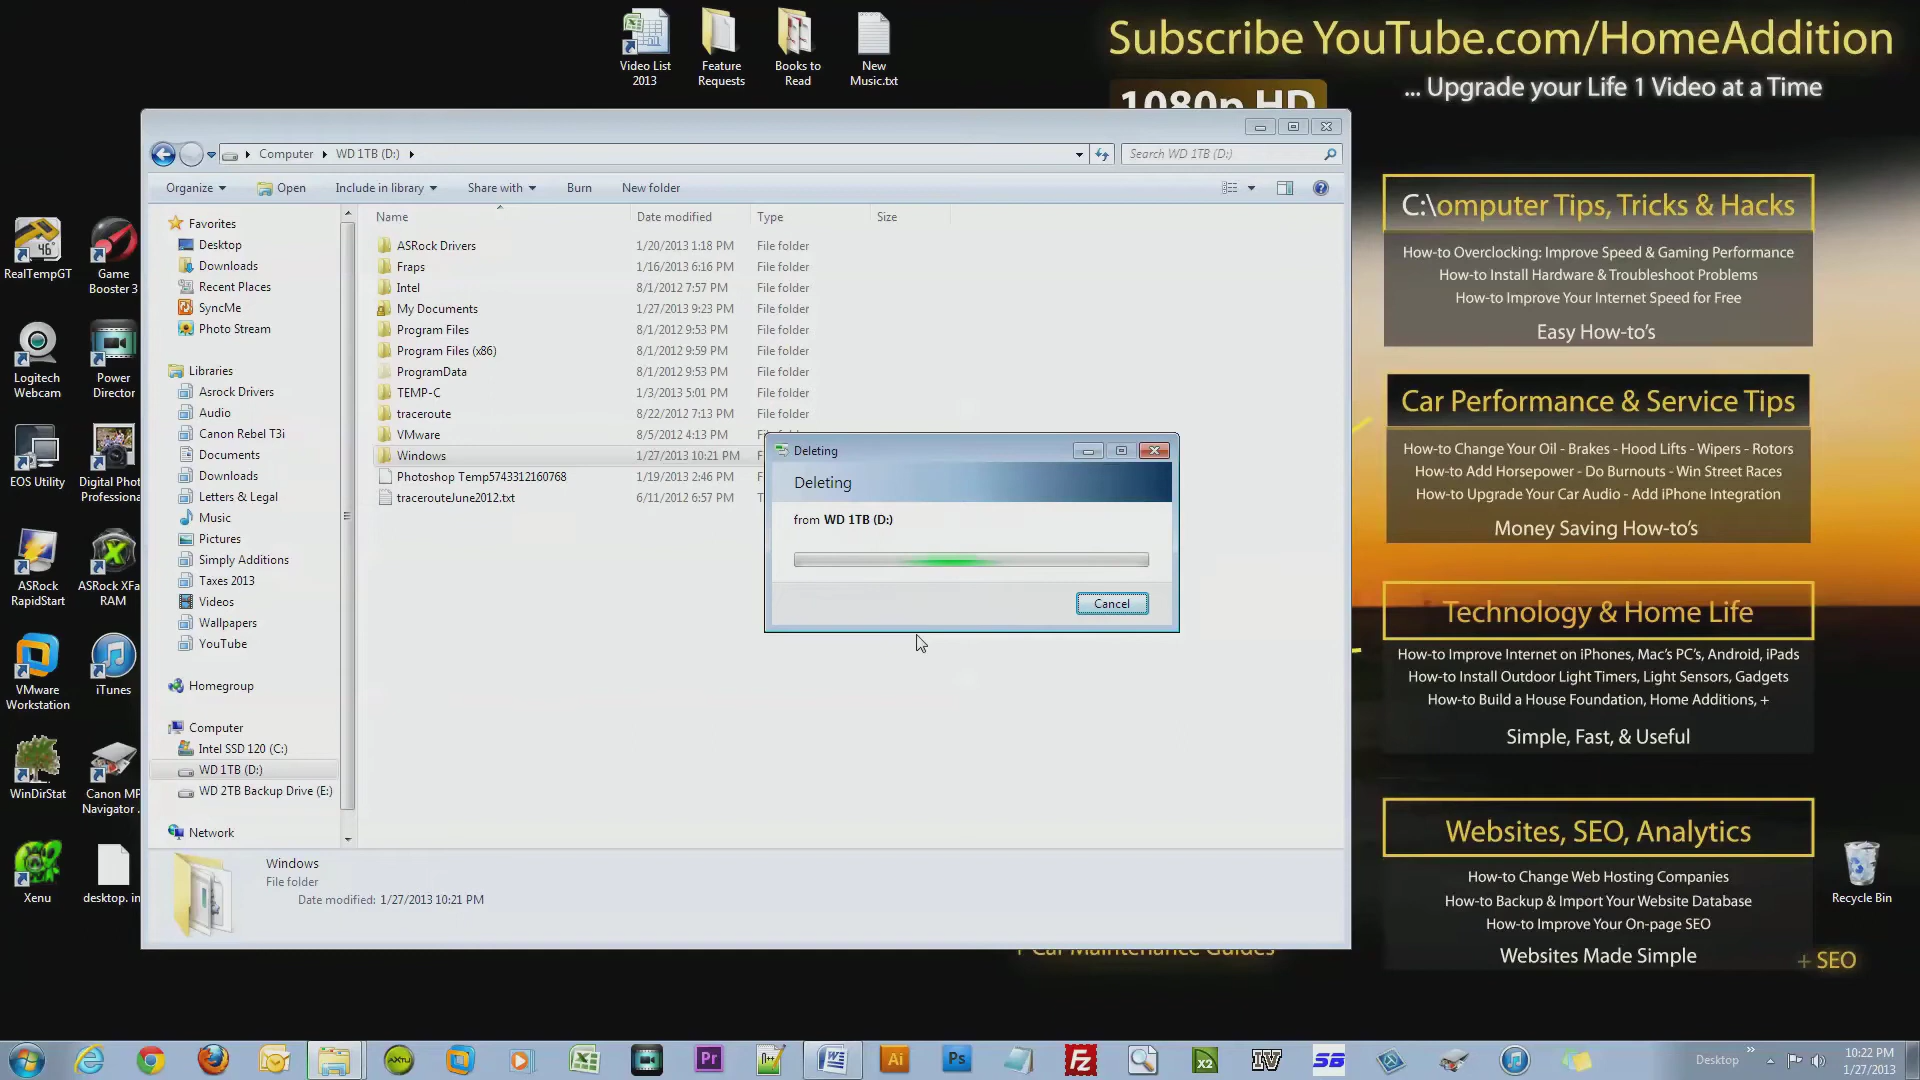 Video List
2013
Feature
Requests
Books to
Read
New
Music.txt
Subscribe YouTube.com/HomeAddition
... Upgrade your Life 1 Video at a Time
1080p HD
Computer
WD 1TB (D:)
Search WD 1TB (D:)
Organize
Open
Include in library
Share with
Burn
New folder
Name
Date modified
Type
Size
Favorites
Desktop
Downloads
Recent Places
SyncMe
Photo Stream
Libraries
Asrock Drivers
Audio
Canon Rebel T3i
Documents
Downloads
Letters & Legal
Music
Pictures
Simply Additions
Taxes 2013
Videos
Wallpapers
YouTube
Homegroup
Computer
Intel SSD 120 (C:)
WD 1TB (D:)
WD 2TB Backup Drive (E:)
Network
ASRock Drivers 1/20/2013 1:18 PM File folder
Fraps 1/16/2013 6:16 PM File folder
Intel 8/1/2012 7:57 PM File folder
My Documents 1/27/2013 9:23 PM File folder
Program Files 8/1/2012 9:53 PM File folder
Program Files (x86) 8/1/2012 9:59 PM File folder
ProgramData 8/1/2012 9:53 PM File folder
TEMP-C 1/3/2013 5:01 PM File folder
traceroute 8/22/2012 7:13 PM File folder
VMware 8/5/2012 4:13 PM File folder
Windows 1/27/2013 10:21 PM
Photoshop Temp5743312160768 1/19/2013 2:46 PM
tracerouteJune2012.txt 6/11/2012 6:57 PM
Deleting
Deleting
from WD 1TB (D:)
Cancel
Windows
File folder
Date modified: 1/27/2013 10:21 PM
RealTempGT
Game
Booster 3
Logitech
Webcam
Power
Director
EOS Utility
Digital Phot
Professiona
ASRock
RapidStart
ASRock XFa
RAM
VMware
Workstation
iTunes
WinDirStat
Canon MP
Navigator .
Xenu
desktop. in
C:\omputer Tips, Tricks & Hacks
How-to Overclocking: Improve Speed & Gaming Performance
How-to Install Hardware & Troubleshoot Problems
How-to Improve Your Internet Speed for Free
Easy How-to's
Car Performance & Service Tips
How-to Change Your Oil - Brakes - Hood Lifts - Wipers - Rotors
How-to Add Horsepower - Do Burnouts - Win Street Races
How-to Upgrade Your Car Audio - Add iPhone Integration
Money Saving How-to's
Technology & Home Life
How-to Improve Internet on iPhones, Mac's PC's, Android, iPads
How-to Install Outdoor Light Timers, Light Sensors, Gadgets
How-to Build a House Foundation, Home Additions, +
Simple, Fast, & Useful
Websites, SEO, Analytics
How-to Change Web Hosting Companies
How-to Backup & Import Your Website Database
How-to Improve Your On-page SEO
Websites Made Simple
+ SEO
+ Car Maintenance Guides
Recycle Bin
Desktop
10:22 PM
1/27/2013